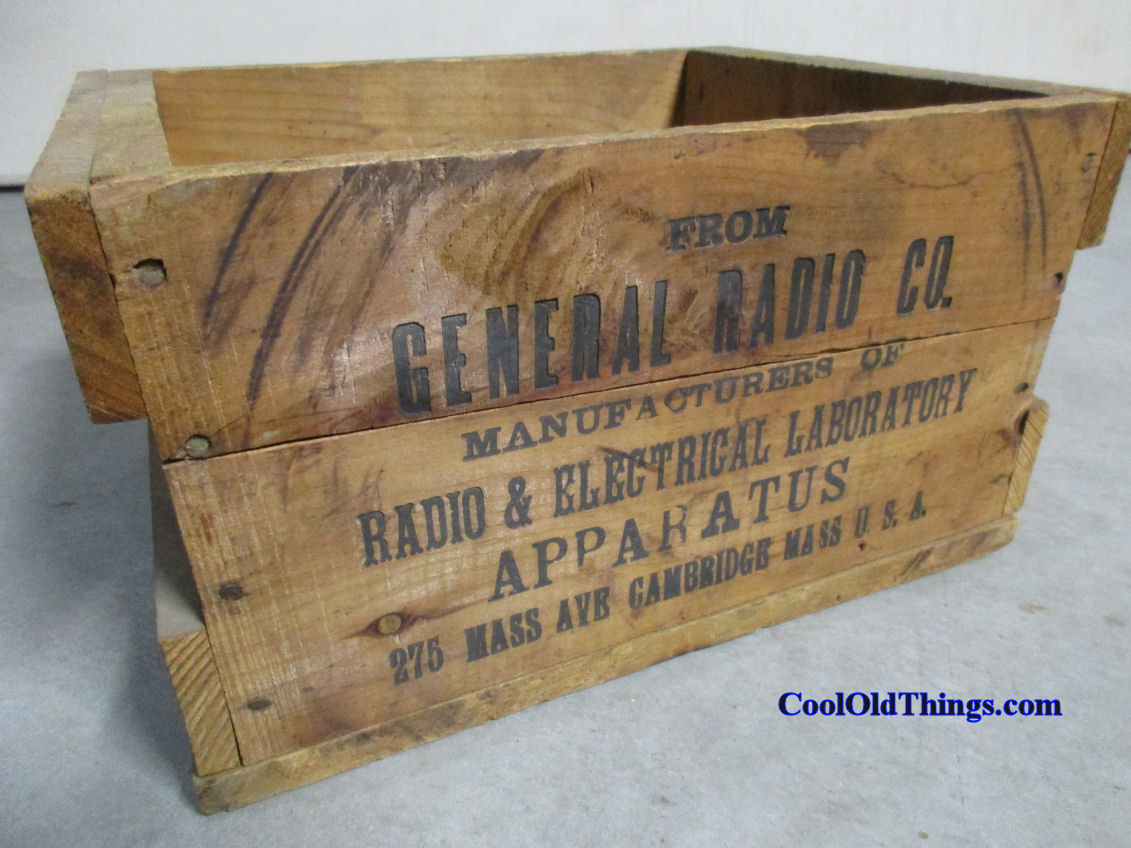 FROM
GENERAL RADIO CO.
MANUFACTURERS OF
RADIO & ELECTRICAL LABORATORY
APPARATUS
275 MASS AVE CAMBRIDGE MASS U. S. A.
CoolOldThings.com